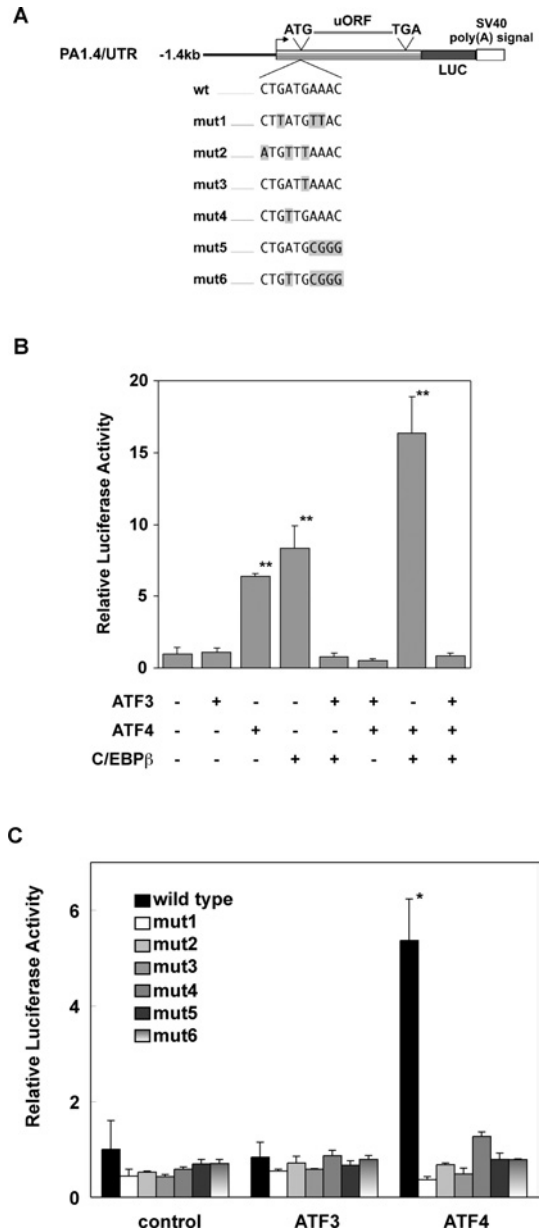 A
ATG uORF TGA
SV40
poly(A) signal
PA1.4/UTR -1.4kb
LUC
wt CTGATGAAAC
mut1 CTTATGTTAC
mut2 ATGTTTAAAC
mut3 CTGATTAAAC
mut4 CTGTTGAAAC
mut5 CTGATGCGGG
mut6 CTGTTGCGGG
B
Relative Luciferase Activity
20
15
10
5
0
**
**
**
ATF3 - + - - + + - +
ATF4 - - + - - + + +
C/EBPβ - - - + + - + +
C
Relative Luciferase Activity
6
4
2
0
wild type
mut1
mut2
mut3
mut4
mut5
mut6
*
control ATF3 ATF4